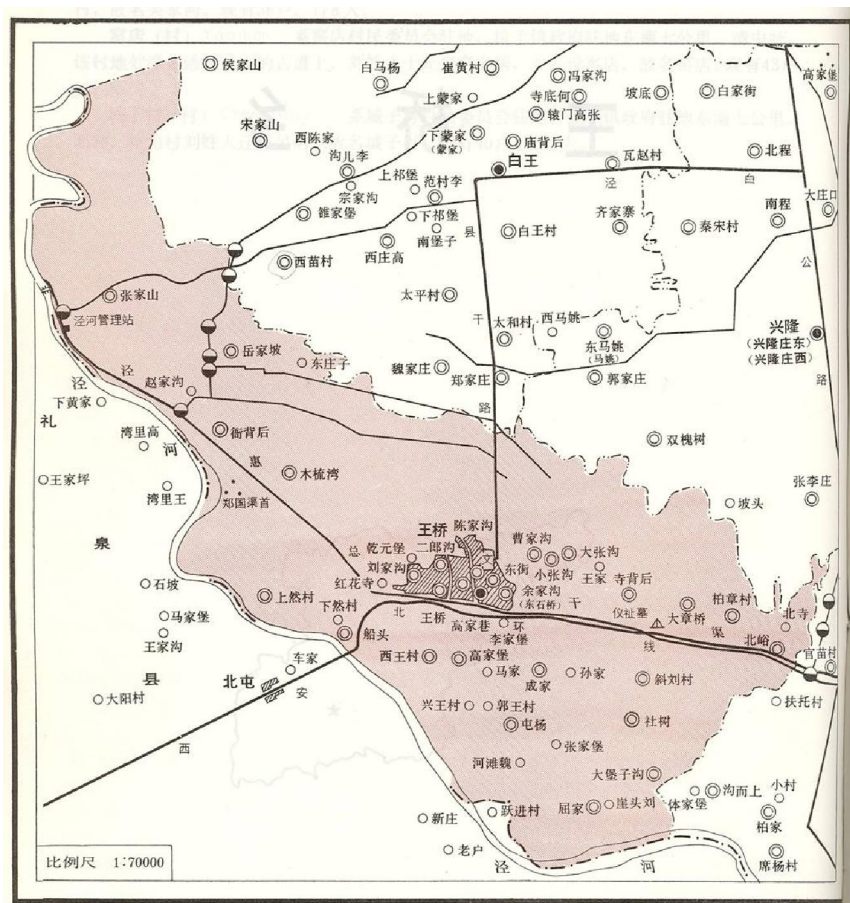 侯家山
白马杨
崔黄村
冯家沟
高家堡
上蒙家
寺底何
坡底
白家街
辕门高张
宋家山
西陈家
下蒙家
(蒙家)
庙背后
北程
沟儿李
白王
瓦赵村
泾
白
宗家沟
上祁堡
范村李
大庄口
雒家堡
下祁堡
县
白王村
齐家寨
秦宋村
南程
南堡子
西苗村
西庄高
公
张家山
太平村
干
泾河管理站
太和村
西马姚
东马姚
(马姚)
兴隆
(兴隆庄东)
(兴隆庄西)
岳家坡
东庄子
魏家庄
郑家庄
郭家庄
路
路
泾
泾
赵家沟
下黄家
礼
湾里高
河
衙背后
惠
双槐树
王家坪
湾里王
木梳湾
郑国渠首
张李庄
坡头
泉
王桥
陈家沟
曹家沟
总
乾元堡
二郎沟
大张沟
刘家沟
东街
小张沟
石坡
红花寺
余家沟
(东石桥)
干
王家
寺背后
上然村
下然村
北
王桥
高家巷
环
仪祉墓
大章桥
柏章村
马家堡
李家堡
线
渠
北寺
王家沟
船头
北峪
西王村
高家堡
官苗村
县
北屯
车家
马家
成家
孙家
斜刘村
大阳村
安
兴王村
郭王村
扶托村
屯杨
社树
西
张家堡
河滩魏
大堡子沟
沟而上
小村
新庄
跃进村
屈家
崖头刘
体家堡
柏家
老户
泾
河
席杨村
比例尺 1:70000